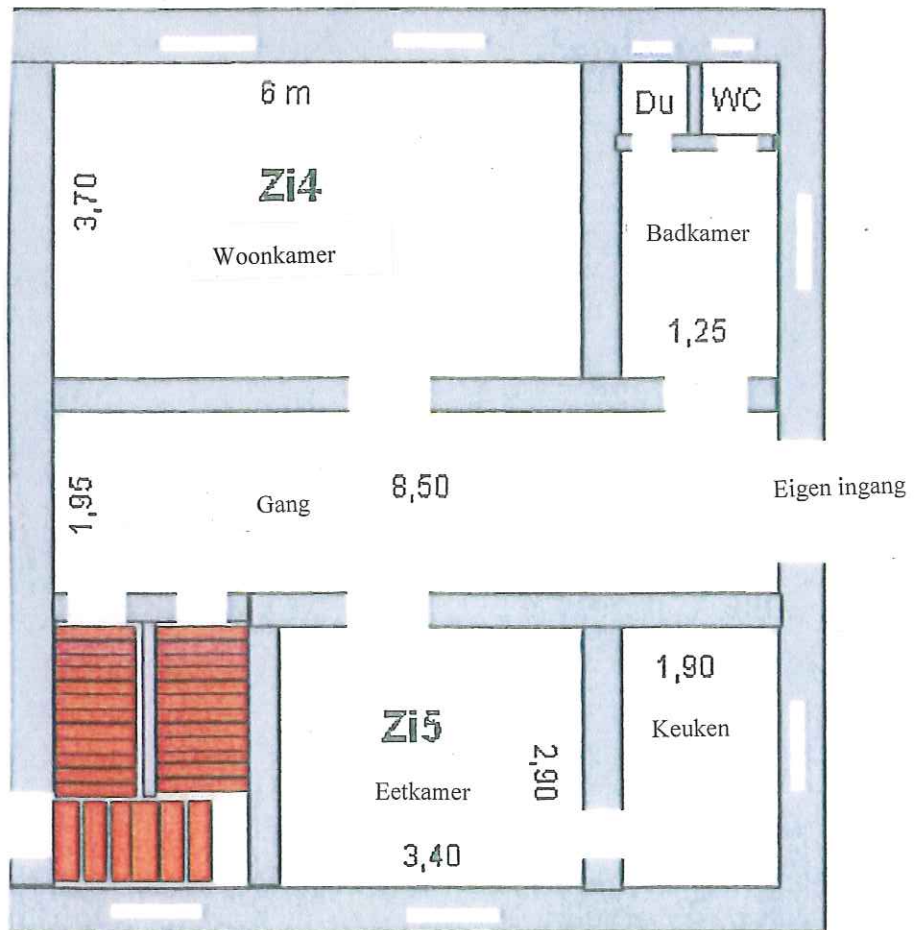 6 m
Du
WC
Zi4
3,70
Woonkamer
Badkamer
1,25
1,95
Gang
8,50
Eigen ingang
1,90
Zi5
Keuken
2,90
Eetkamer
3,40